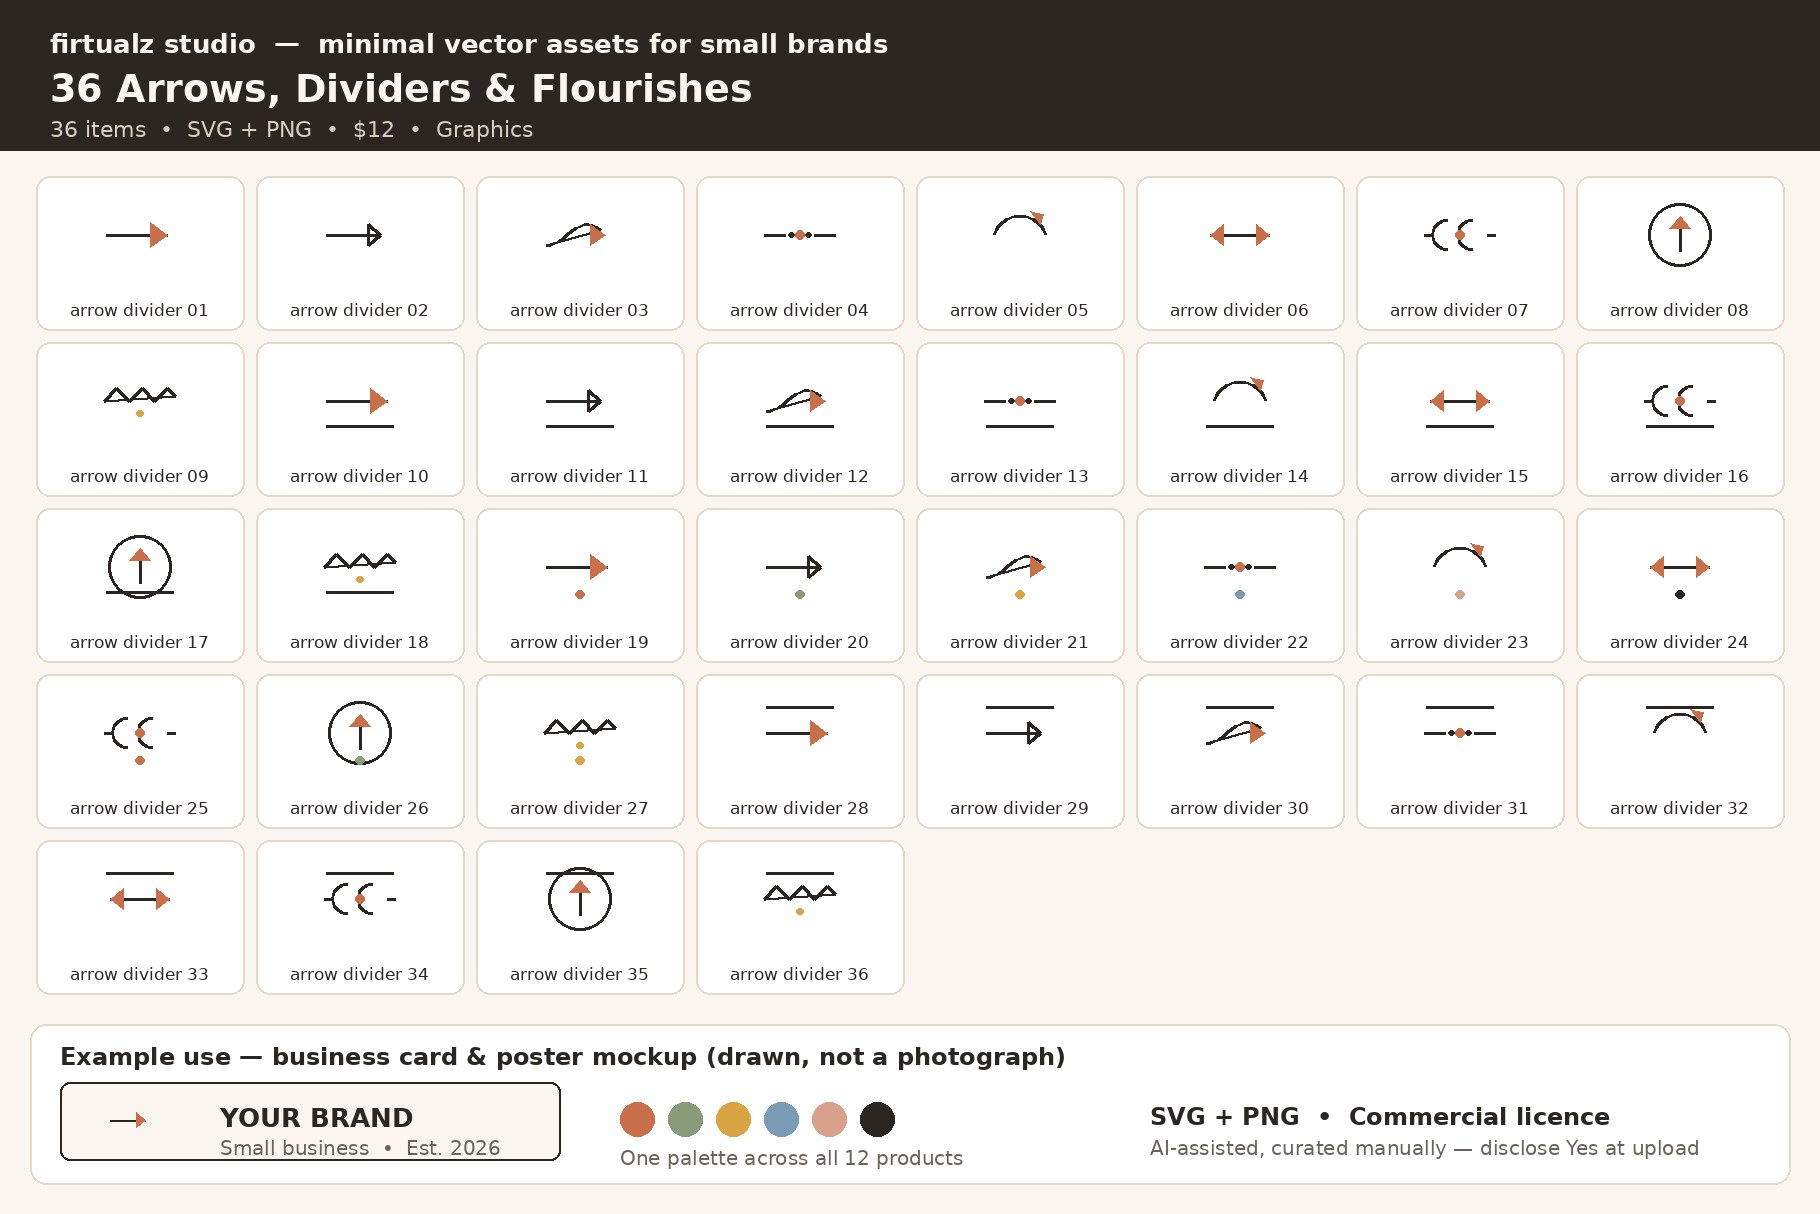 firtualz studio — minimal vector assets for small brands
36 Arrows, Dividers & Flourishes
36 items • SVG + PNG • $12 • Graphics
arrow divider 01
arrow divider 02
arrow divider 03
arrow divider 04
arrow divider 05
arrow divider 06
arrow divider 07
arrow divider 08
arrow divider 09
arrow divider 10
arrow divider 11
arrow divider 12
arrow divider 13
arrow divider 14
arrow divider 15
arrow divider 16
arrow divider 17
arrow divider 18
arrow divider 19
arrow divider 20
arrow divider 21
arrow divider 22
arrow divider 23
arrow divider 24
arrow divider 25
arrow divider 26
arrow divider 27
arrow divider 28
arrow divider 29
arrow divider 30
arrow divider 31
arrow divider 32
arrow divider 33
arrow divider 34
arrow divider 35
arrow divider 36
Example use — business card & poster mockup (drawn, not a photograph)
YOUR BRAND
Small business • Est. 2026
One palette across all 12 products
SVG + PNG • Commercial licence
AI-assisted, curated manually — disclose Yes at upload